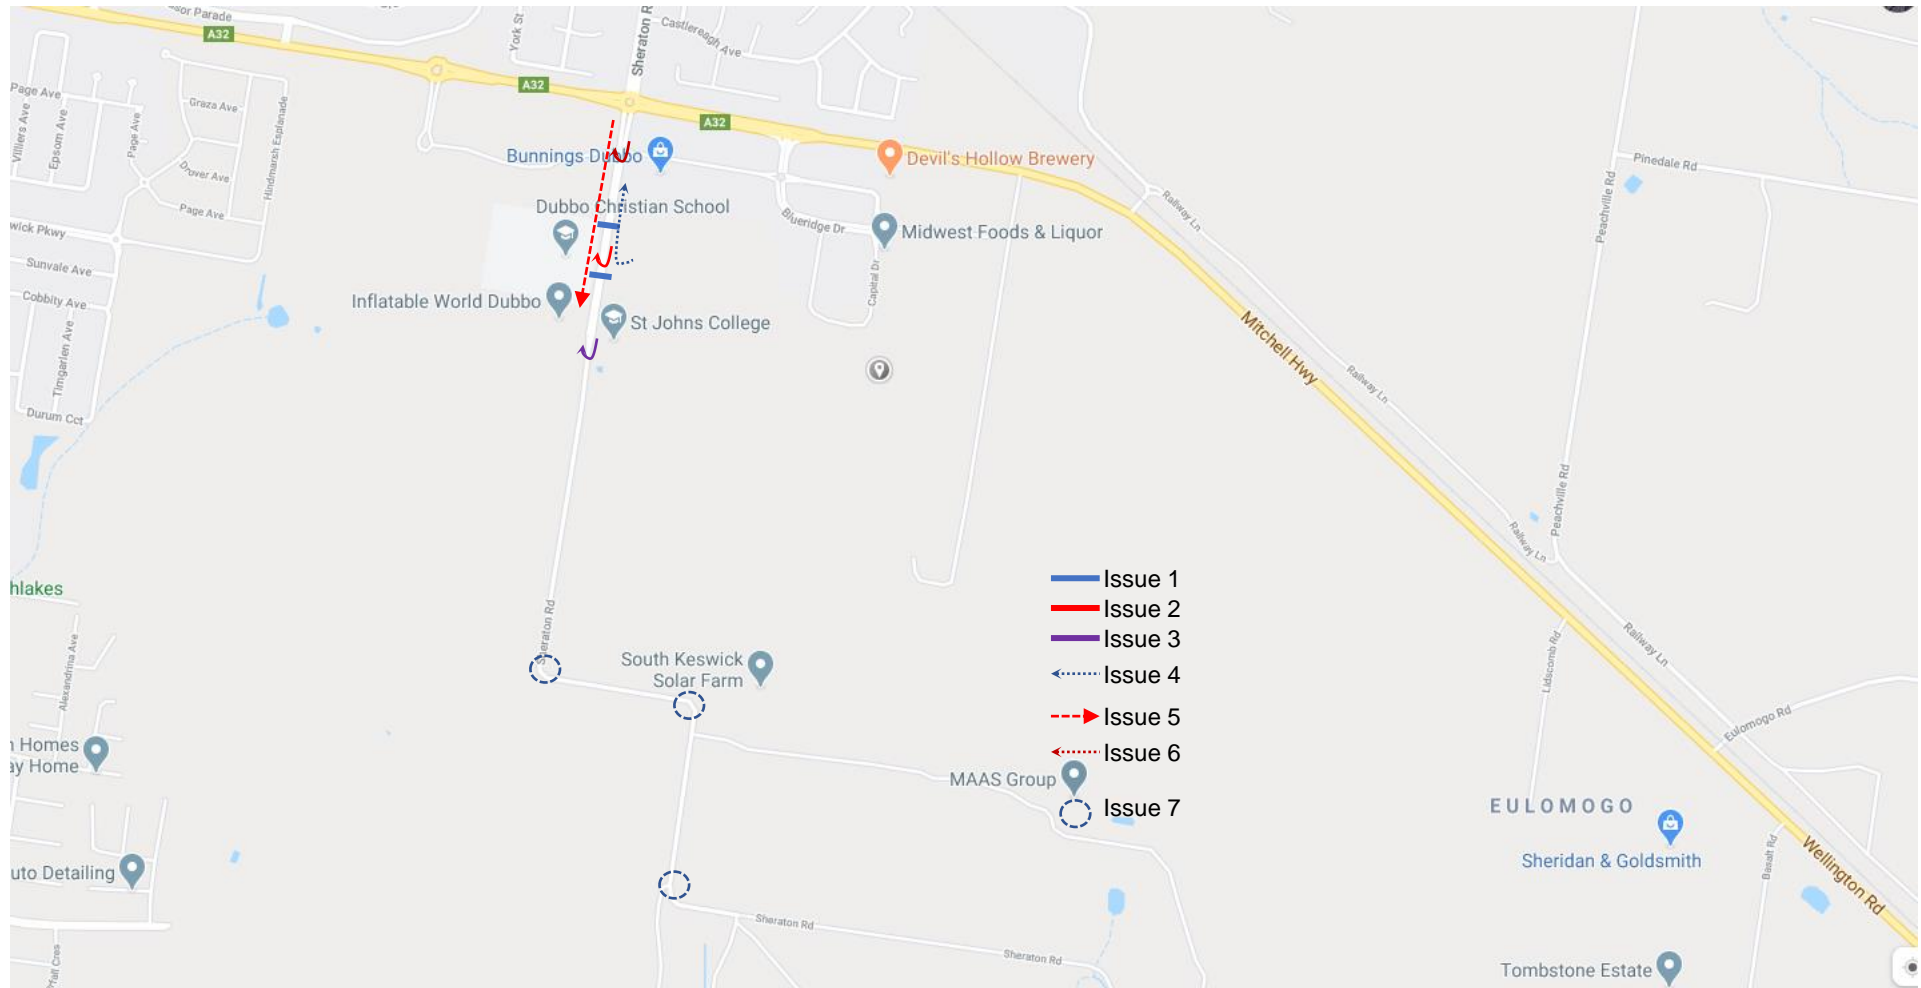 sor Parade
A32
York St
Sheraton R
Castlereagh Ave
A32
A32
Page Ave
Villiers Ave
Epsom Ave
Page Ave
Graza Ave
Drover Ave
Page Ave
Hindmarsh Esplanade
wick Pkwy
Sunvale Ave
Cobbity Ave
Timgarlen Ave
Durum Cct
Bunnings Dubbo
Devil's Hollow Brewery
Dubbo Christian School
Blueridge Dr
Midwest Foods & Liquor
Capital Dr
Inflatable World Dubbo
St Johns College
Railway Ln
Peachville Rd
Pinedale Rd
Mitchell Hwy
Railway Ln
Peachville Rd
Railway Ln
hlakes
Alexandrina Ave
Sheraton Rd
South Keswick
Solar Farm
Issue 1
Issue 2
Issue 3
Issue 4
Issue 5
Issue 6
Issue 7
Lidscomb Rd
Railway Ln
Eulomogo Rd
n Homes
ay Home
MAAS Group
EULOMOGO
Sheridan & Goldsmith
Basalt Rd
Wellington Rd
uto Detailing
Sheraton Rd
Sheraton Rd
Tombstone Estate
rfall Cres